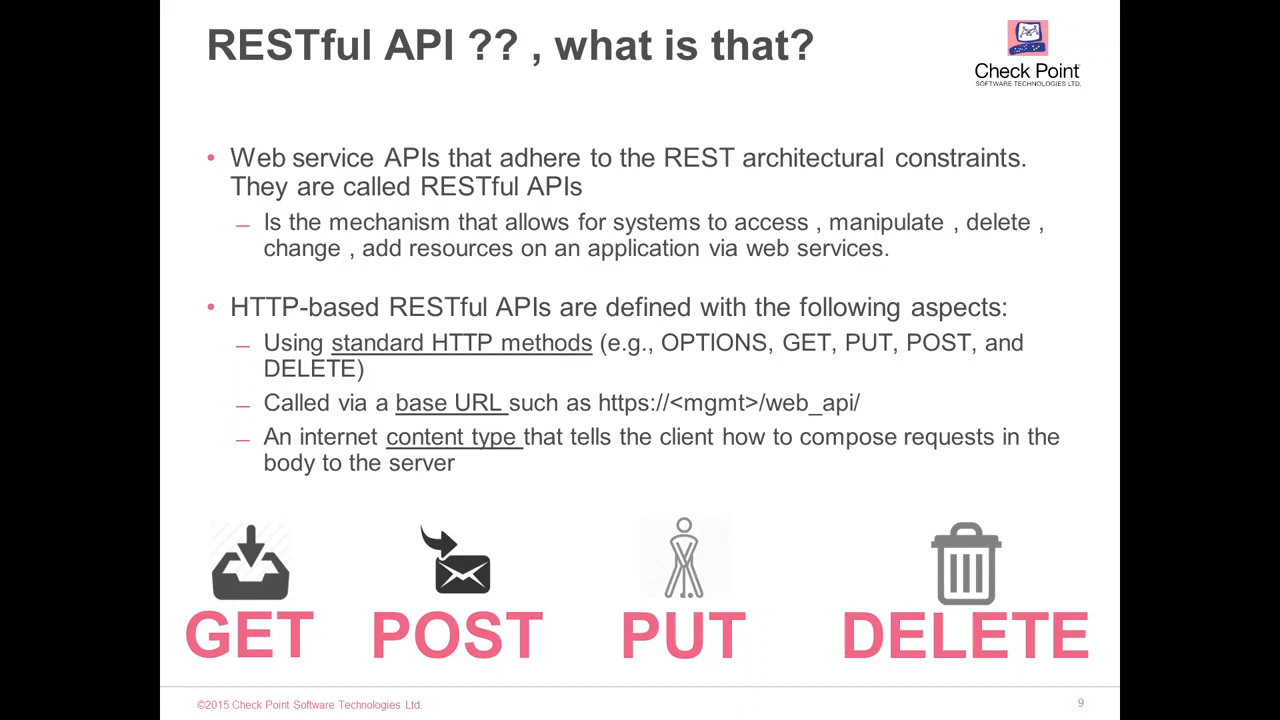 RESTful API ?? , what is that?
Check Point
SOFTWARE TECHNOLOGIES LTD.
• Web service APIs that adhere to the REST architectural constraints.
They are called RESTful APIs
— Is the mechanism that allows for systems to access , manipulate , delete ,
change , add resources on an application via web services.
• HTTP-based RESTful APIs are defined with the following aspects:
— Using standard HTTP methods (e.g., OPTIONS, GET, PUT, POST, and
DELETE)
— Called via a base URL such as https://<mgmt>/web_api/
— An internet content type that tells the client how to compose requests in the
body to the server
GET POST PUT DELETE
©2015 Check Point Software Technologies Ltd. 9